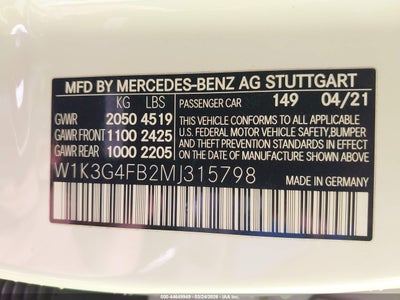 MFD BY MERCEDES-BENZ AG STUTTGART
KG LBS PASSENGER CAR 149 04/21
GVWR 2050 4519 THIS VEHICLE CONFORMS TO ALL APPLICABLE
GAWR FRONT 1100 2425 U.S. FEDERAL MOTOR VEHICLE SAFETY, BUMPER
GAWR REAR 1000 2205 AND THEFT PREVENTION STANDARDS IN EFFECT
ON THE DATE OF MANUFACTURE SHOWN ABOVE.
W1K3G4FB2MJ315798 MADE IN GERMANY